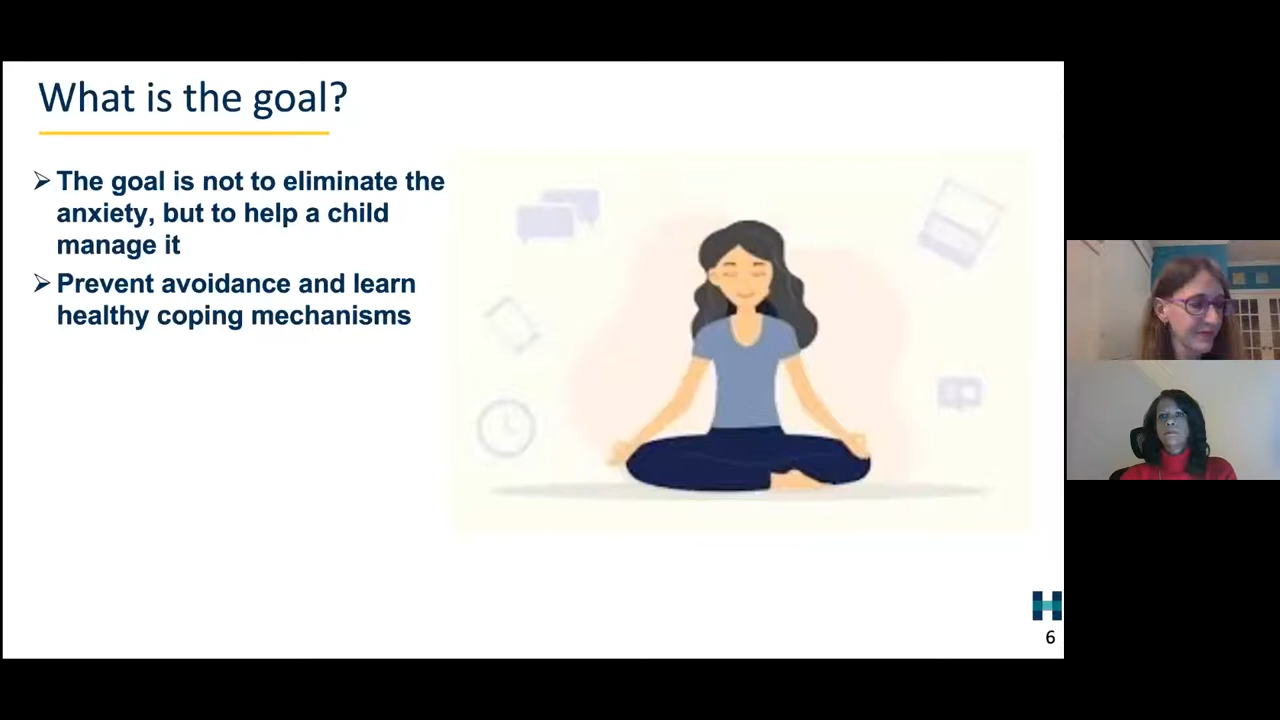 What is the goal?
➢ The goal is not to eliminate the
anxiety, but to help a child
manage it
➢ Prevent avoidance and learn
healthy coping mechanisms
6